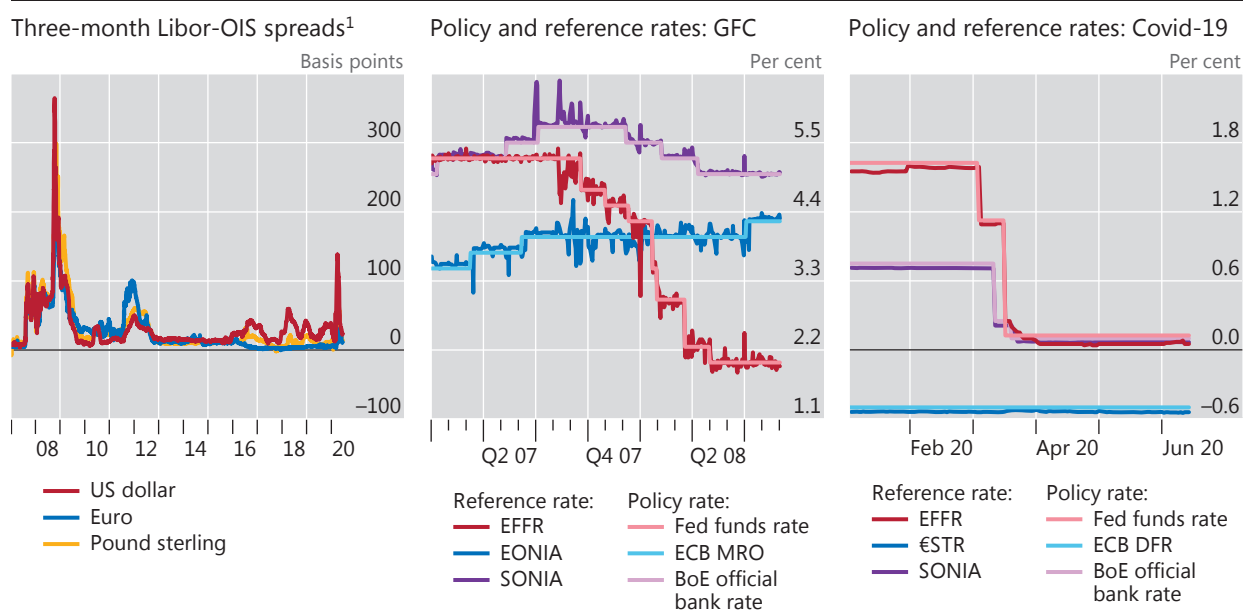 Three-month Libor-OIS spreads1
Basis points
300
200
100
0
–100
08 10 12 14 16 18 20
US dollar
Euro
Pound sterling
Policy and reference rates: GFC
Per cent
5.5
4.4
3.3
2.2
1.1
Q2 07 Q4 07 Q2 08
Reference rate: Policy rate:
EFFR Fed funds rate
EONIA ECB MRO
SONIA BoE official
bank rate
Policy and reference rates: Covid-19
Per cent
1.8
1.2
0.6
0.0
–0.6
Feb 20 Apr 20 Jun 20
Reference rate: Policy rate:
EFFR Fed funds rate
€STR ECB DFR
SONIA BoE official
bank rate